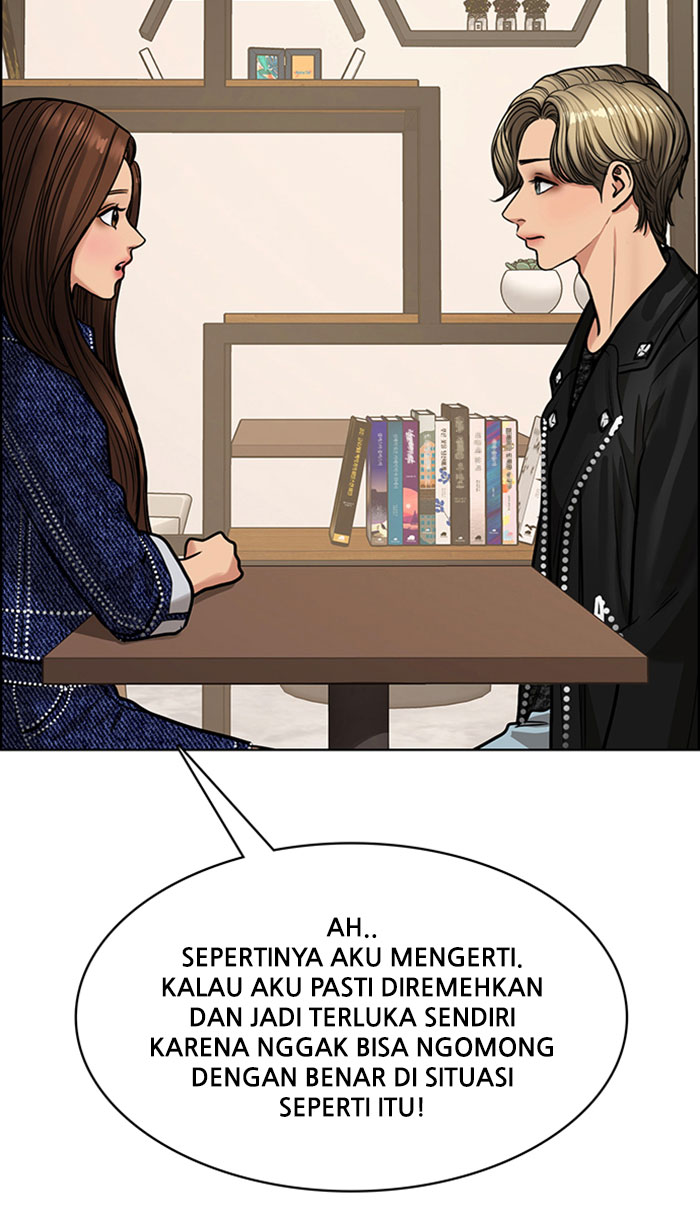 AH..
SEPERTINYA AKU MENGERTI.
KALAU AKU PASTI DIREMEHKAN
DAN JADI TERLUKA SENDIRI
KARENA NGGAK BISA NGOMONG
DENGAN BENAR DI SITUASI
SEPERTI ITU!